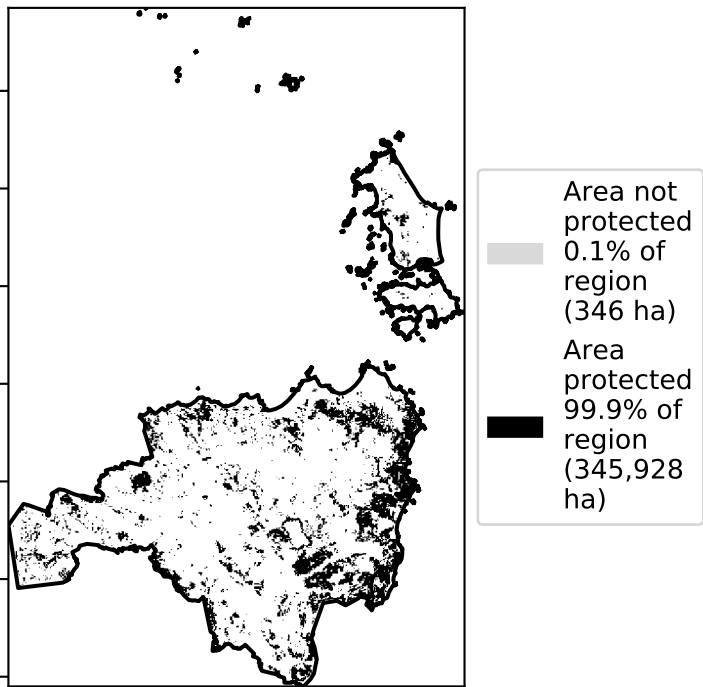 Area not
protected
0.1% of
region
(346 ha)
Area
protected
99.9% of
region
(345,928
ha)